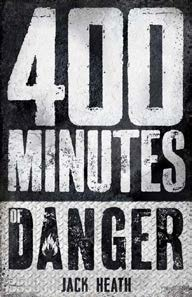 400
MINUTES
OF DANGER
JACK HEATH